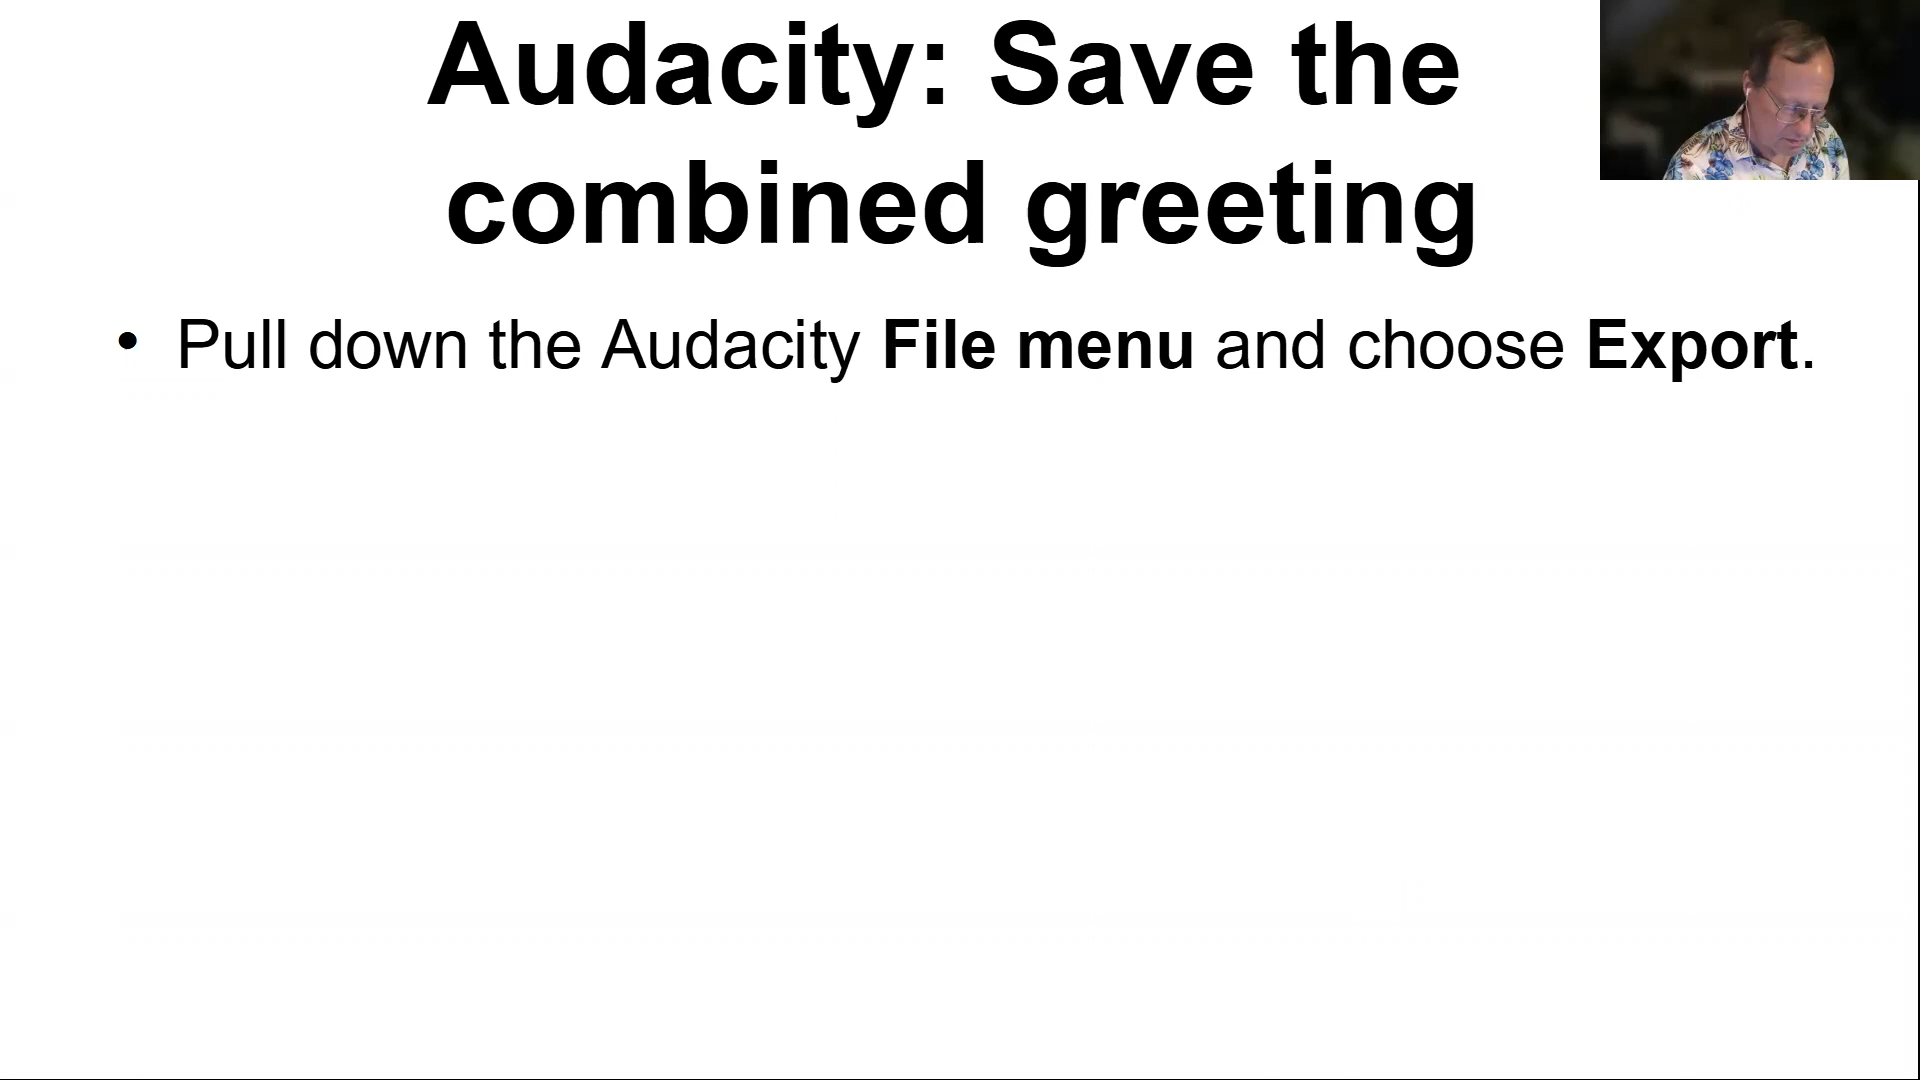 Audacity: Save the
combined greeting
• Pull down the Audacity File menu and choose Export.